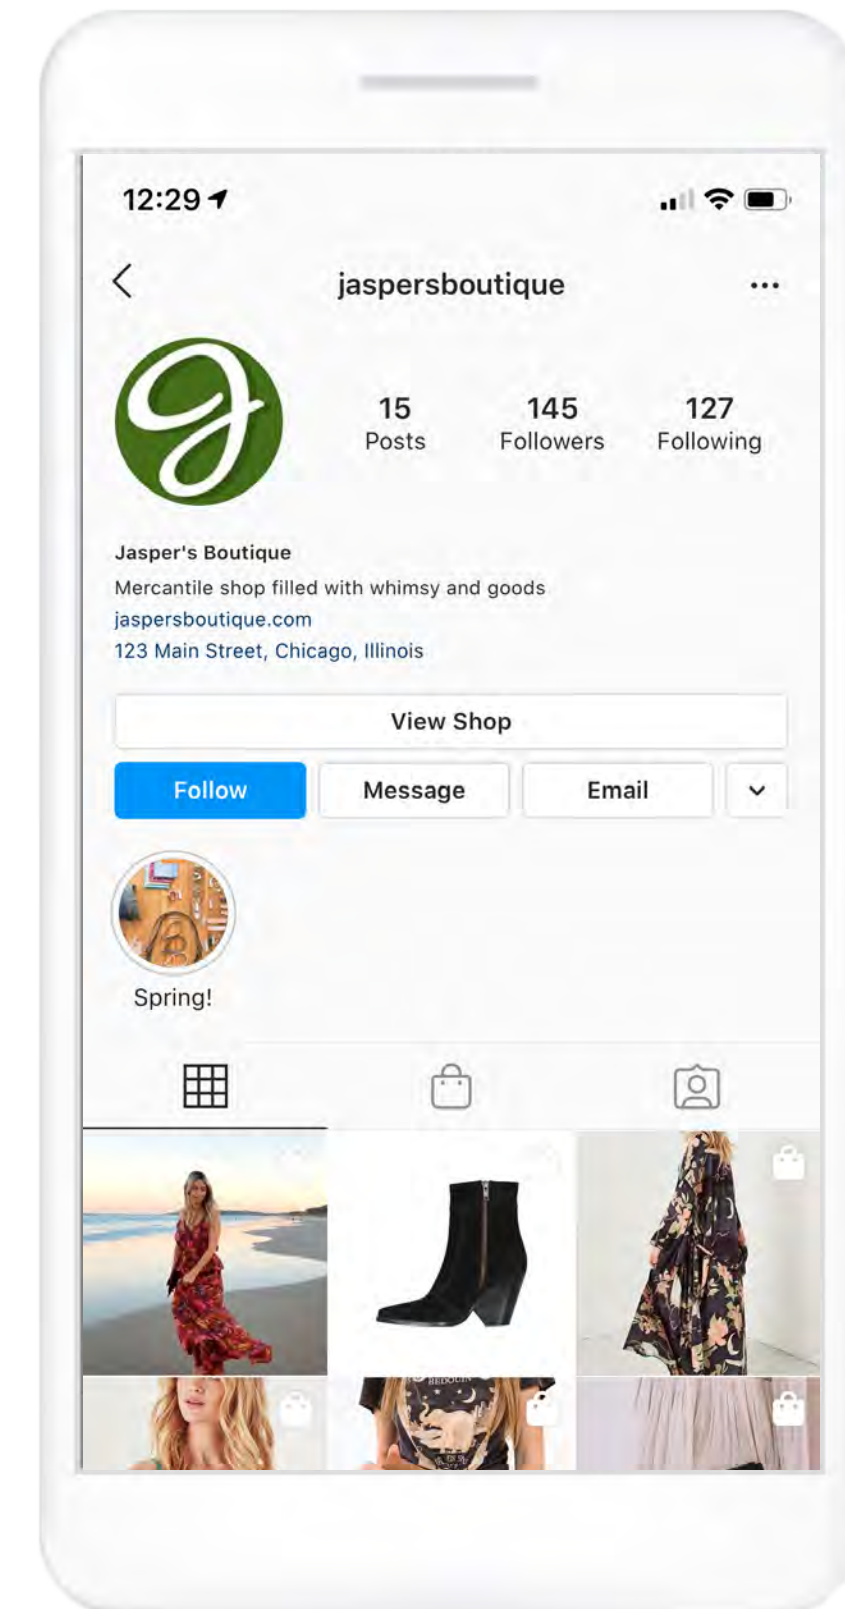 12:29
jaspersboutique
15 145 127
Posts Followers Following
Jasper's Boutique
Mercantile shop filled with whimsy and goods
jaspersboutique.com
123 Main Street, Chicago, Illinois
View Shop
Follow Message Email
Spring!
BEDOUIN